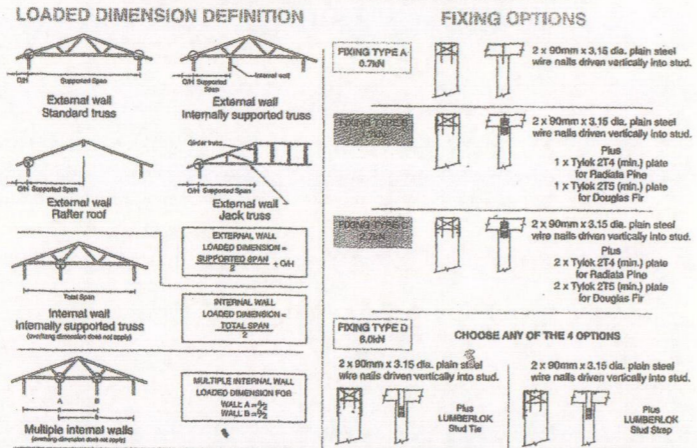 LOADED DIMENSION DEFINITION
O/H
Supported Span
External wall
Standard truss
O/H Supported
Span
Internal wall
External wall
Internally supported truss
O/H Supported Span
External wall
Rafter roof
Girder truss
O/H Supported Span
External wall
Jack truss
EXTERNAL WALL
LOADED DIMENSION =
SUPPORTED SPAN
2
+ O/H
Total Span
Internal wall
Internally supported truss
(overhang dimension does not apply)
INTERNAL WALL
LOADED DIMENSION =
TOTAL SPAN
2
A B
Multiple internal walls
(overhang dimension does not apply)
MULTIPLE INTERNAL WALL
LOADED DIMENSION FOR
WALL A =
WALL B =
FIXING OPTIONS
FIXING TYPE A
0.7kN
2 x 90mm x 3.15 dia. plain steel
wire nails driven vertically into stud.
FIXING TYPE
2 x 90mm x 3.15 dia. plain steel
wire nails driven vertically into stud.
Plus
1 x Tylok 2T4 (min.) plate
for Radiata Pine
1 x Tylok 2T5 (min.) plate
for Douglas Fir
FIXING TYPE C
2 x 90mm x 3.15 dia. plain steel
wire nails driven vertically into stud.
Plus
2 x Tylok 2T4 (min.) plate
for Radiata Pine
2 x Tylok 2T5 (min.) plate
for Douglas Fir
FIXING TYPE D
8.0kN
CHOOSE ANY OF THE 4 OPTIONS
2 x 90mm x 3.15 dia. plain steel
wire nails driven vertically into stud.
Plus
LUMBERLOK
Stud Tie
2 x 90mm x 3.15 dia. plain steel
wire nails driven vertically into stud.
Plus
LUMBERLOK
Stud Strap